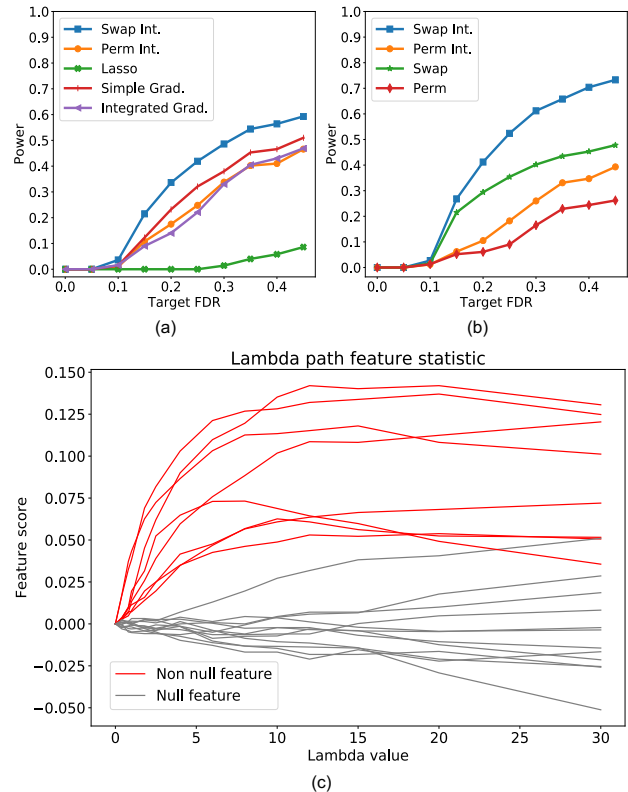 1.0
0.9
0.8
0.7
0.6
0.5
0.4
0.3
0.2
0.1
0.0
Power
Swap Int.
Perm Int.
Lasso
Simple Grad.
Integrated Grad.
0.0 0.1 0.2 0.3 0.4
Target FDR
(a)
1.0
0.9
0.8
0.7
0.6
0.5
0.4
0.3
0.2
0.1
0.0
Power
Swap Int.
Perm Int.
Swap
Perm
0.0 0.1 0.2 0.3 0.4
Target FDR
(b)
Lambda path feature statistic
0.150
0.125
0.100
0.075
0.050
0.025
0.000
−0.025
−0.050
Feature score
Non null feature
Null feature
0 5 10 15 20 25 30
Lambda value
(c)